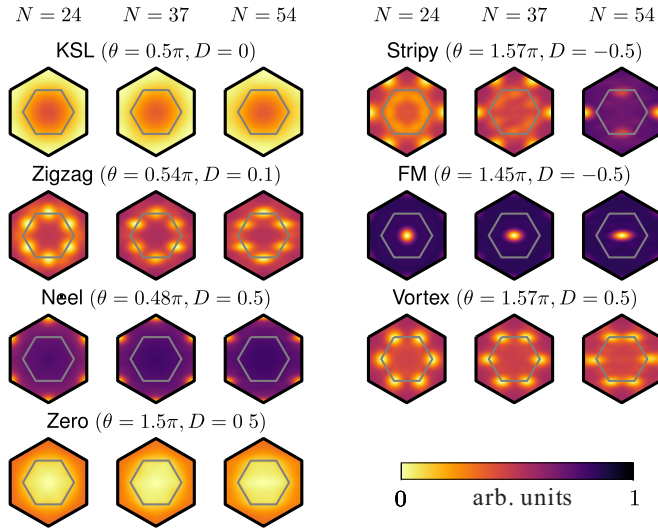 N = 24 N = 37 N = 54
KSL (θ = 0.5π, D = 0)
Zigzag (θ = 0.54π, D = 0.1)
Neel (θ = 0.48π, D = 0.5)
Zero (θ = 1.5π, D = 0 5)
N = 24 N = 37 N = 54
Stripy (θ = 1.57π, D = −0.5)
FM (θ = 1.45π, D = −0.5)
Vortex (θ = 1.57π, D = 0.5)
0 arb. units 1